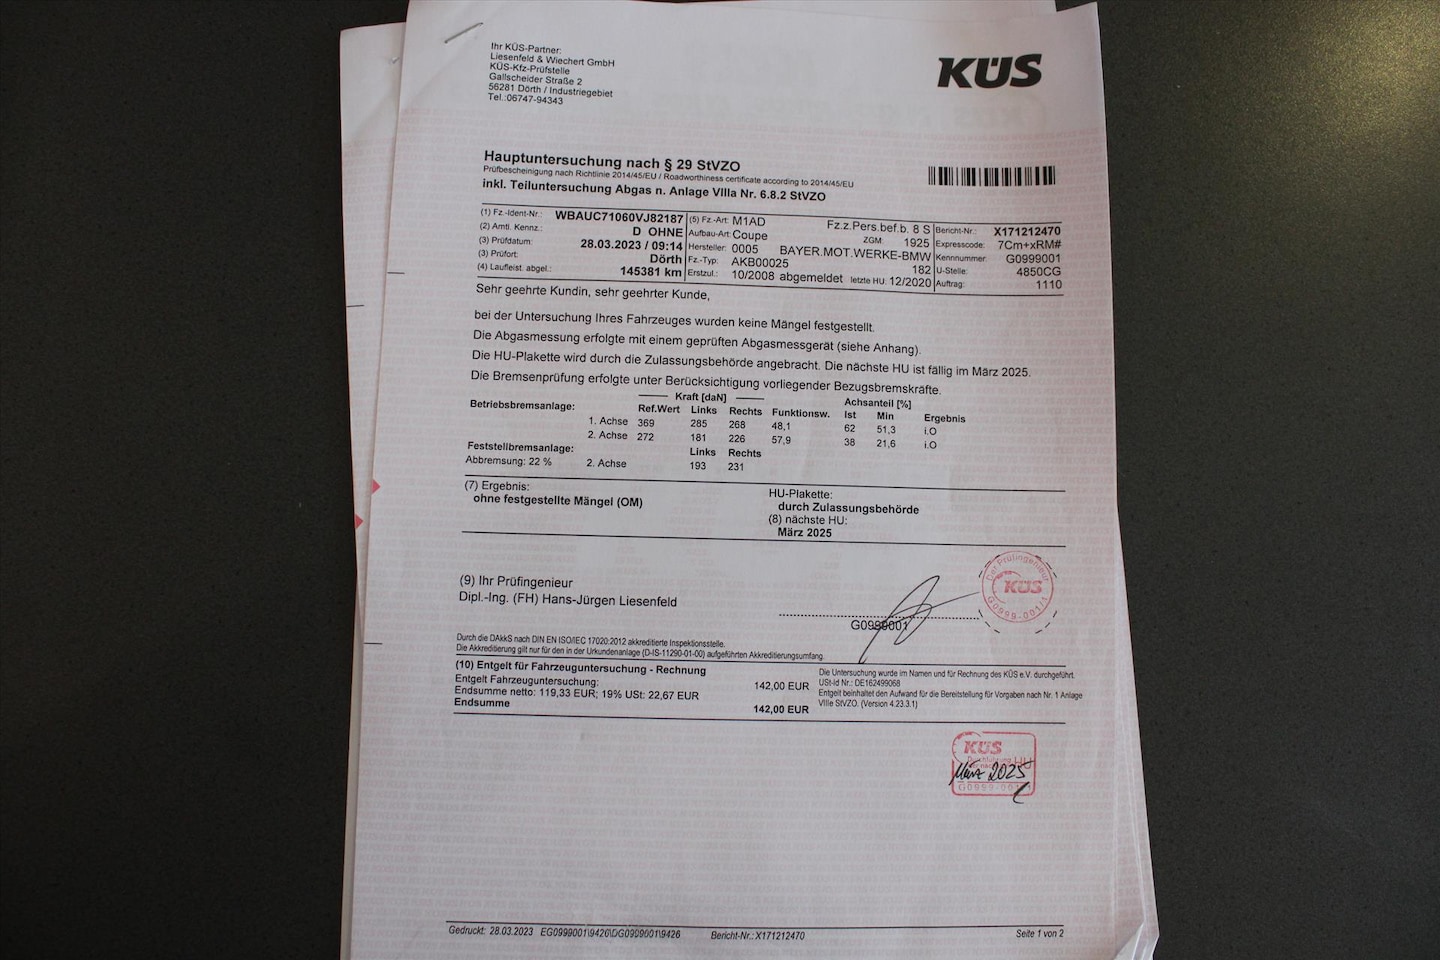 Ihr KÜS-Partner:
Liesenfeld & Wiechert GmbH
KÜS-Kfz-Prüfstelle
Gallscheider Straße 2
56281 Dörth / Industriegebiet
Tel.:06747-94343
KÜS
Hauptuntersuchung nach § 29 StVZO
Prüfbescheinigung nach Richtlinie 2014/45/EU / Roadworthiness certificate according to 2014/45/EU
inkl. Teiluntersuchung Abgas n. Anlage VIIIa Nr. 6.8.2 StVZO
(1) Fz.-Ident-Nr.: WBAUC71060VJ82187 (5) Fz.-Art: M1AD Fz.z.Pers.bef.b. 8 S Bericht-Nr.: X171212470
(2) Amtl. Kennz.: D OHNE Aufbau-Art: Coupe ZGM: 1925 Expresscode: 7Cm+xRM#
(3) Prüfdatum: 28.03.2023 / 09:14 Hersteller: 0005 BAYER.MOT.WERKE-BMW Kennnummer: G0999001
(3) Prüfort: Dörth Fz.-Typ: AKB00025 182 U-Stelle: 4850CG
(4) Laufleist. abgel.: 145381 km Erstzul.: 10/2008 abgemeldet letzte HU: 12/2020 Auftrag: 1110
Sehr geehrte Kundin, sehr geehrter Kunde,
bei der Untersuchung Ihres Fahrzeuges wurden keine Mängel festgestellt.
Die Abgasmessung erfolgte mit einem geprüften Abgasmessgerät (siehe Anhang).
Die HU-Plakette wird durch die Zulassungsbehörde angebracht. Die nächste HU ist fällig im März 2025.
Die Bremsenprüfung erfolgte unter Berücksichtigung vorliegender Bezugsbremskräfte.
Kraft [daN] Achsanteil [%]
Betriebsbremsanlage: Ref.Wert Links Rechts Funktionsw. Ist Min Ergebnis
1. Achse 369 285 268 48,1 62 51,3 i.O
2. Achse 272 181 226 57,9 38 21,6 i.O
Feststellbremsanlage: Links Rechts
Abbremsung: 22 % 2. Achse 193 231
(7) Ergebnis:
ohne festgestellte Mängel (OM)
HU-Plakette:
durch Zulassungsbehörde
(8) nächste HU:
März 2025
(9) Ihr Prüfingenieur
Dipl.-Ing. (FH) Hans-Jürgen Liesenfeld
G0999001
Der Prüfingenieur
KÜS
G0999-001/1
Durch die DAkkS nach DIN EN ISO/IEC 17020:2012 akkreditierte Inspektionsstelle.
Die Akkreditierung gilt nur für den in der Urkundenanlage (D-IS-11290-01-00) aufgeführten Akkreditierungsumfang.
(10) Entgelt für Fahrzeuguntersuchung - Rechnung
Entgelt Fahrzeuguntersuchung: 142,00 EUR
Endsumme netto: 119,33 EUR; 19% USt: 22,67 EUR
Endsumme 142,00 EUR
Die Untersuchung wurde im Namen und für Rechnung des KÜS e.V. durchgeführt.
USt-Id Nr.: DE162499068
Entgelt beinhaltet den Aufwand für die Bereitstellung für Vorgaben nach Nr. 1 Anlage
VIIIe StVZO. (Version 4.23.3.1)
KÜS
HU
März 2025
Gedruckt: 28.03.2023 EG0999001\9426\DG0999001\9426 Bericht-Nr.: X171212470 Seite 1 von 2